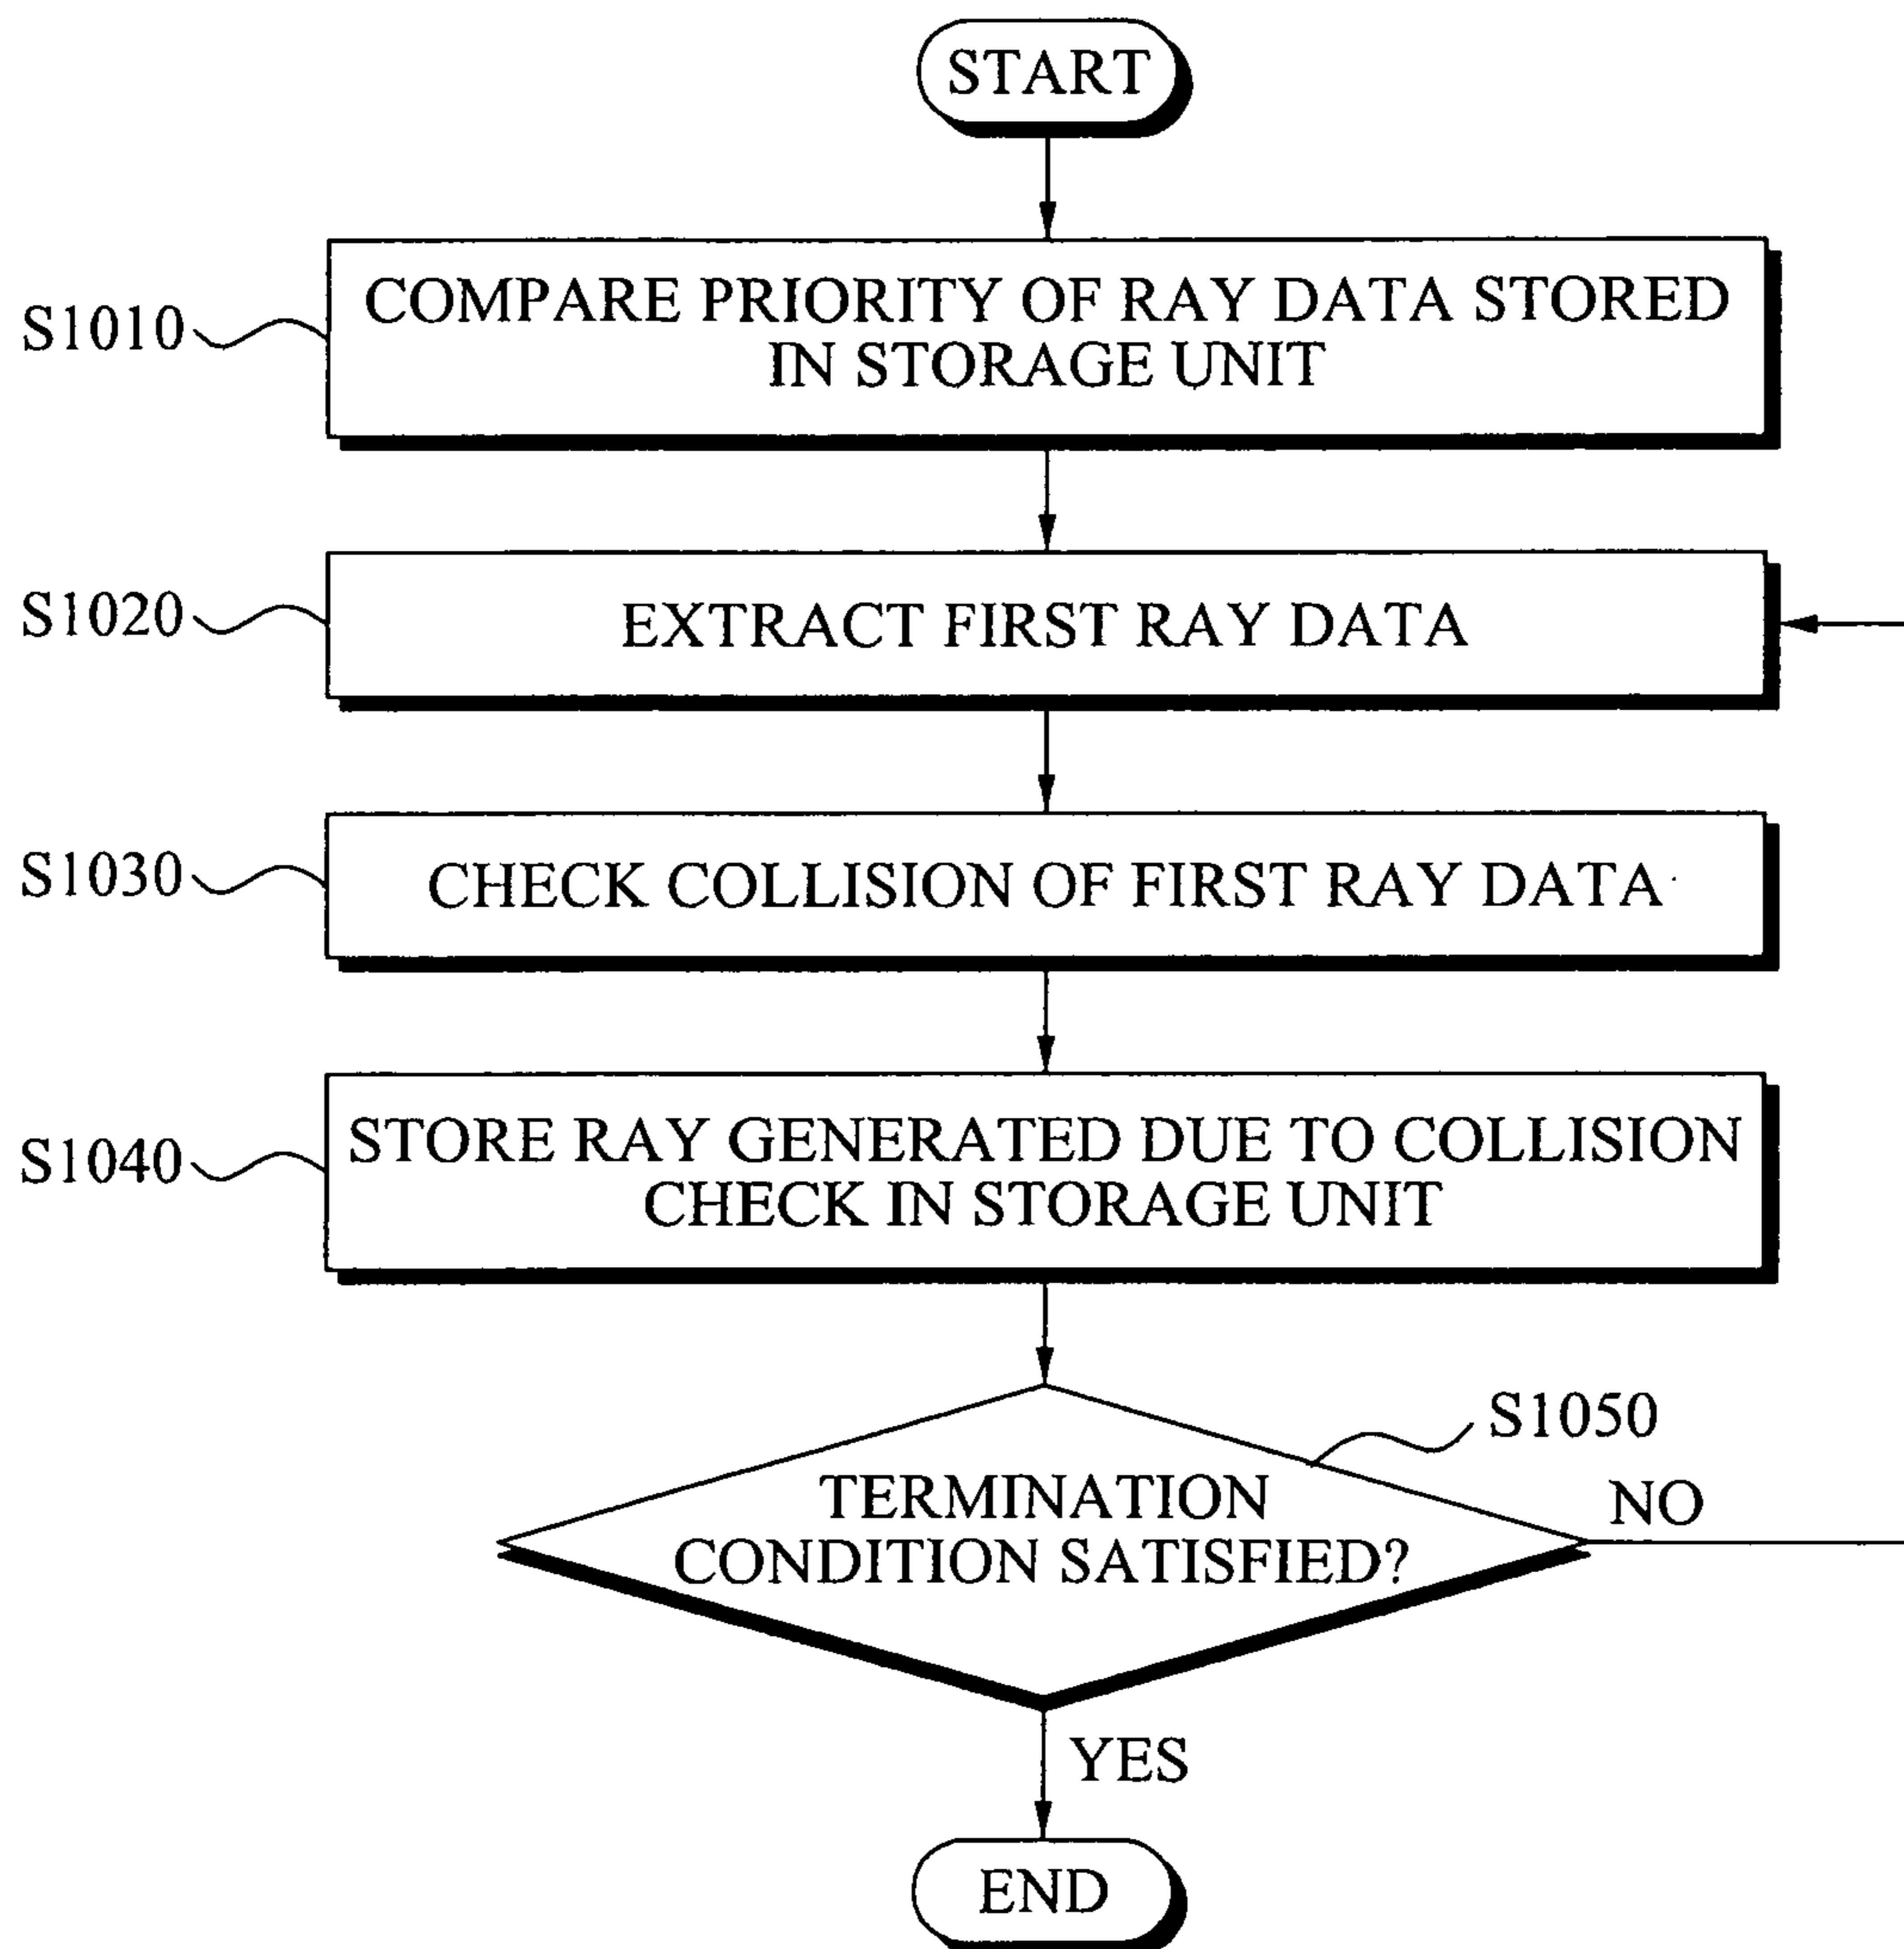 START
S1010
COMPARE PRIORITY OF RAY DATA STORED
IN STORAGE UNIT
S1020
EXTRACT FIRST RAY DATA
S1030
CHECK COLLISION OF FIRST RAY DATA
S1040
STORE RAY GENERATED DUE TO COLLISION
CHECK IN STORAGE UNIT
S1050
TERMINATION
CONDITION SATISFIED?
NO
YES
END